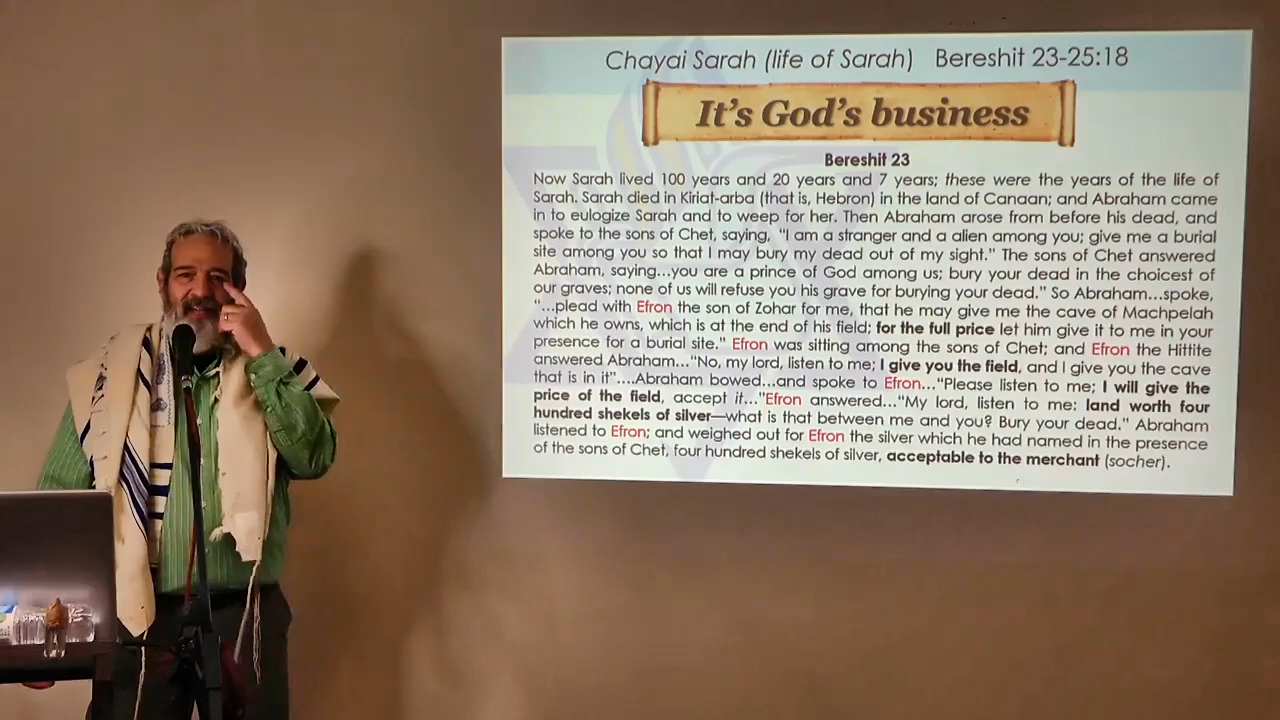 Chayai Sarah (life of Sarah)   Bereshit 23-25:18
It's God's business
Bereshit 23
Now Sarah lived 100 years and 20 years and 7 years; these were the years of the life of
Sarah. Sarah died in Kiriat-arba (that is, Hebron) in the land of Canaan; and Abraham came
in to eulogize Sarah and to weep for her. Then Abraham arose from before his dead, and
spoke to the sons of Chet, saying, "I am a stranger and a alien among you; give me a burial
site among you so that I may bury my dead out of my sight." The sons of Chet answered
Abraham, saying...you are a prince of God among us; bury your dead in the choicest of
our graves; none of us will refuse you his grave for burying your dead." So Abraham...spoke,
"...plead with Efron the son of Zohar for me, that he may give me the cave of Machpelah
which he owns, which is at the end of his field; for the full price let him give it to me in your
presence for a burial site." Efron was sitting among the sons of Chet; and Efron the Hittite
answered Abraham..."No, my lord, listen to me; I give you the field, and I give you the cave
that is in it"....Abraham bowed...and spoke to Efron..."Please listen to me; I will give the
price of the field, accept it..."Efron answered..."My lord, listen to me: land worth four
hundred shekels of silver—what is that between me and you? Bury your dead." Abraham
listened to Efron; and weighed out for Efron the silver which he had named in the presence
of the sons of Chet, four hundred shekels of silver, acceptable to the merchant (socher).